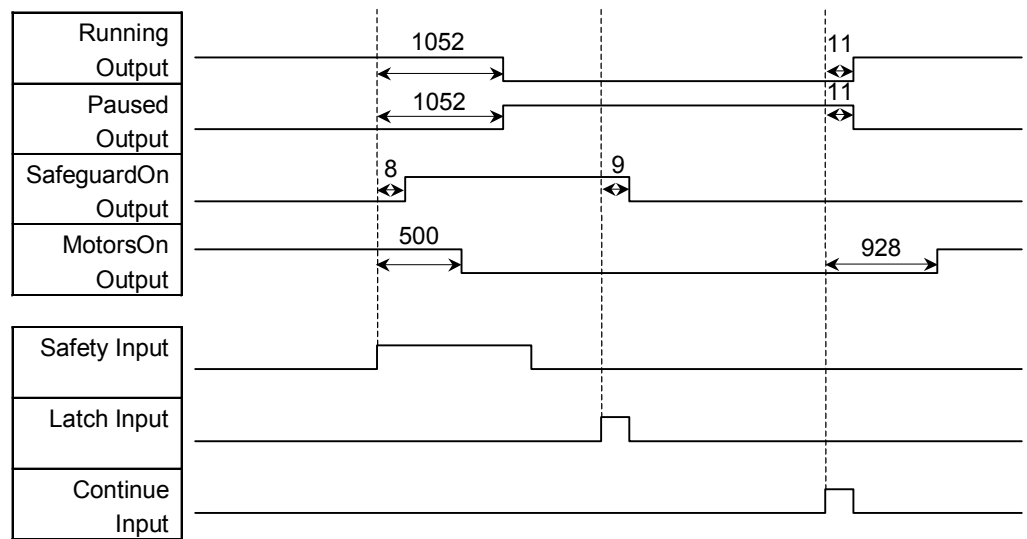 Running
Output
1052
11
Paused
Output
1052
11
SafeguardOn
Output
8
9
MotorsOn
Output
500
928
Safety Input
Latch Input
Continue
Input